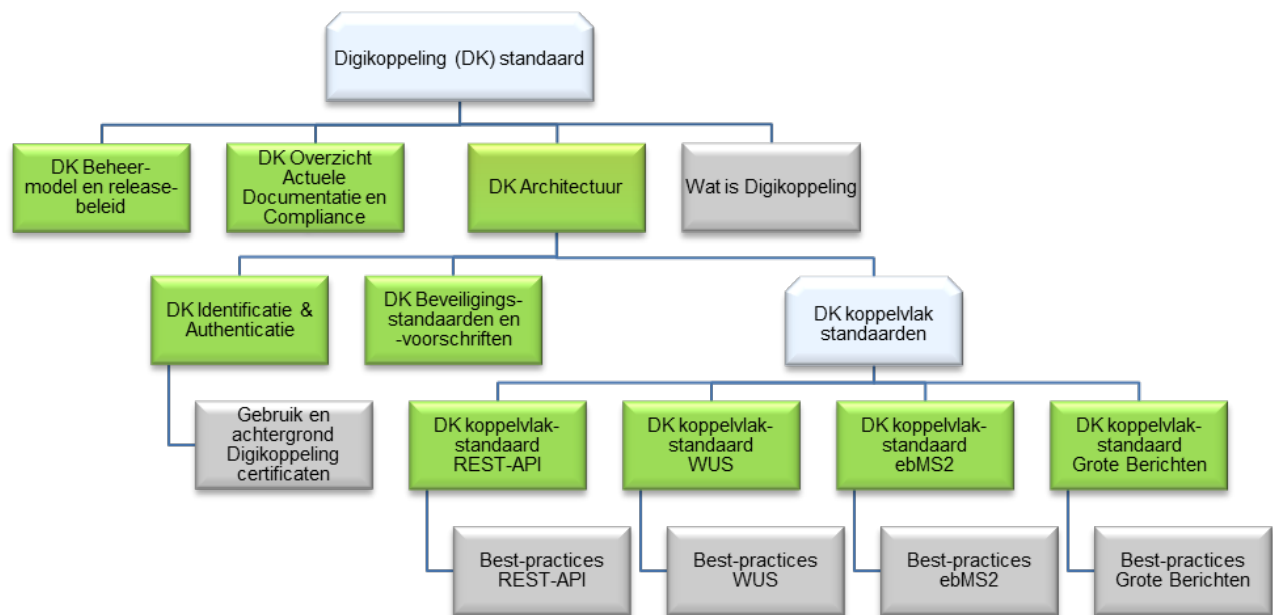 Digikoppeling (DK) standaard
DK Beheer-
model en release-
beleid
DK Overzicht
Actuele
Documentatie en
Compliance
DK Architectuur
Wat is Digikoppeling
DK Identificatie &
Authenticatie
DK Beveiligings-
standaarden en
-voorschriften
DK koppelvlak
standaarden
Gebruik en
achtergrond
Digikoppeling
certificaten
DK koppelvlak-
standaard
REST-API
DK koppelvlak-
standaard
WUS
DK koppelvlak-
standaard
ebMS2
DK koppelvlak-
standaard
Grote Berichten
Best-practices
REST-API
Best-practices
WUS
Best-practices
ebMS2
Best-practices
Grote Berichten